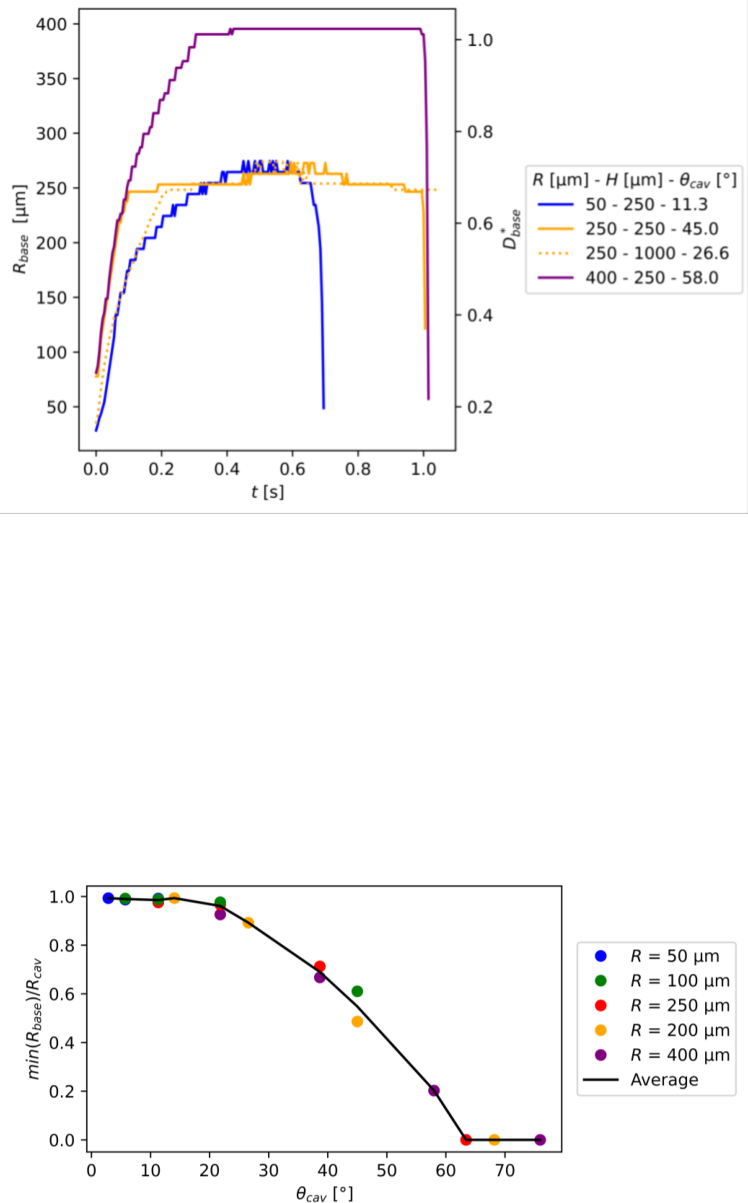 400
350
300
250
200
150
100
50
R_base [μm]
1.0
0.8
0.6
0.4
0.2
D*_base
0.0 0.2 0.4 0.6 0.8 1.0
t [s]
R [μm] - H [μm] - θ_cav [°]
50 - 250 - 11.3
250 - 250 - 45.0
250 - 1000 - 26.6
400 - 250 - 58.0
1.0
0.8
0.6
0.4
0.2
0.0
min(R_base)/R_cav
0 10 20 30 40 50 60 70
θ_cav [°]
R = 50 μm
R = 100 μm
R = 250 μm
R = 200 μm
R = 400 μm
Average